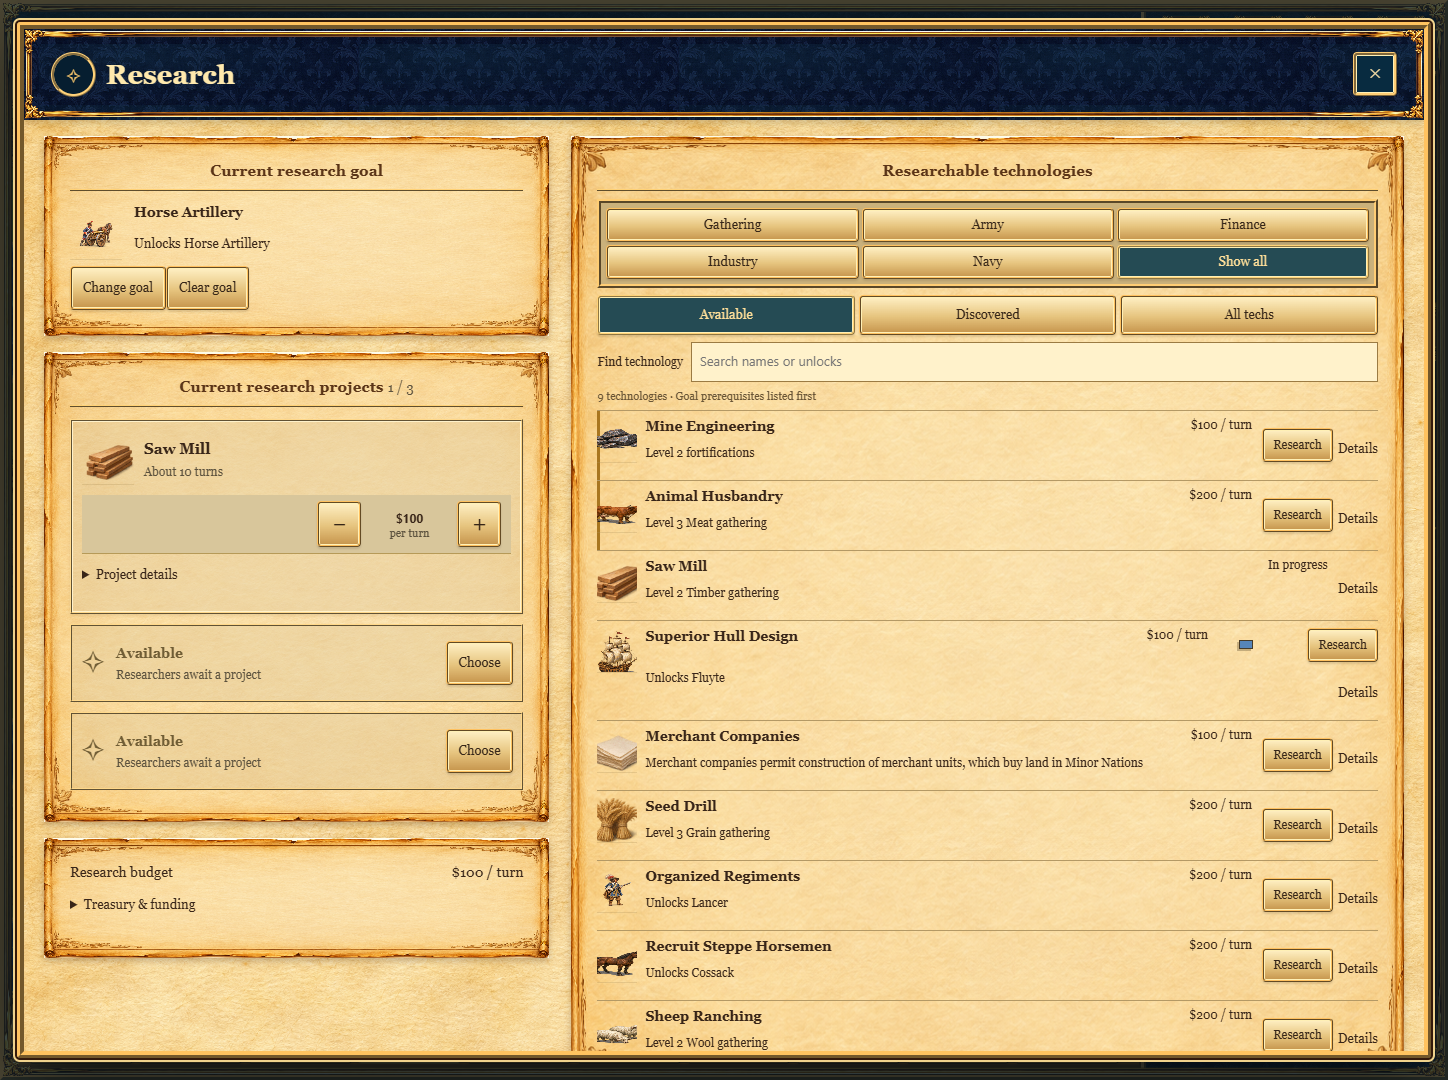 Research
×
Current research goal
Horse Artillery
Unlocks Horse Artillery
Change goal
Clear goal
Current research projects 1 / 3
Saw Mill
About 10 turns
−
$100
per turn
+
Project details
Available
Researchers await a project
Choose
Available
Researchers await a project
Choose
Research budget
$100 / turn
Treasury & funding
Researchable technologies
Gathering
Army
Finance
Industry
Navy
Show all
Available
Discovered
All techs
Find technology
Search names or unlocks
9 technologies · Goal prerequisites listed first
Mine Engineering
$100 / turn
Level 2 fortifications
Research
Details
Animal Husbandry
$200 / turn
Level 3 Meat gathering
Research
Details
Saw Mill
In progress
Level 2 Timber gathering
Details
Superior Hull Design
$100 / turn
Research
Unlocks Fluyte
Details
Merchant Companies
$100 / turn
Merchant companies permit construction of merchant units, which buy land in Minor Nations
Research
Details
Seed Drill
$200 / turn
Level 3 Grain gathering
Research
Details
Organized Regiments
$200 / turn
Unlocks Lancer
Research
Details
Recruit Steppe Horsemen
$200 / turn
Unlocks Cossack
Research
Details
Sheep Ranching
$200 / turn
Level 2 Wool gathering
Research
Details